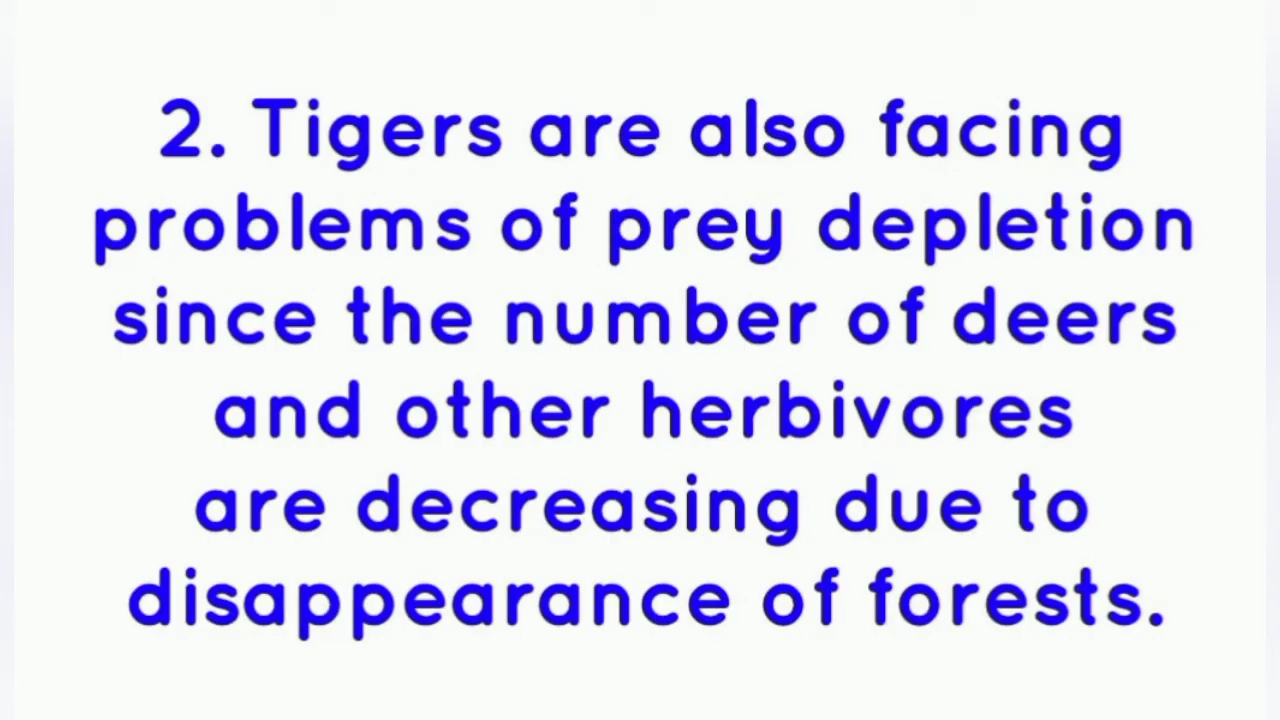 2. Tigers are also facing
problems of prey depletion
since the number of deers
and other herbivores
are decreasing due to
disappearance of forests.